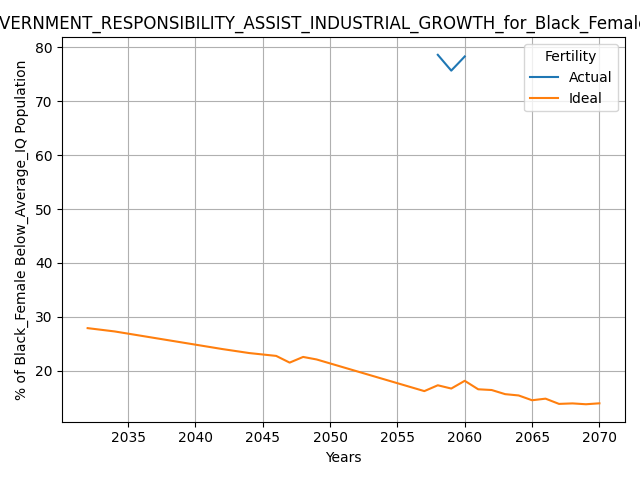 VERNMENT_RESPONSIBILITY_ASSIST_INDUSTRIAL_GROWTH_for_Black_Female
80
70
60
50
40
30
20
% of Black_Female Below_Average_IQ Population
Fertility
Actual
Ideal
2035 2040 2045 2050 2055 2060 2065 2070
Years